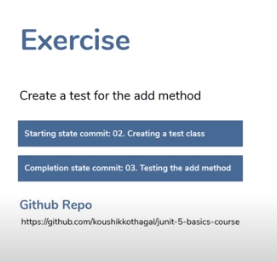 Exercise
Create a test for the add method
Starting state commit: 02. Creating a test class
Completion state commit: 03. Testing the add method
Github Repo
https://github.com/koushikkothagal/junit-5-basics-course